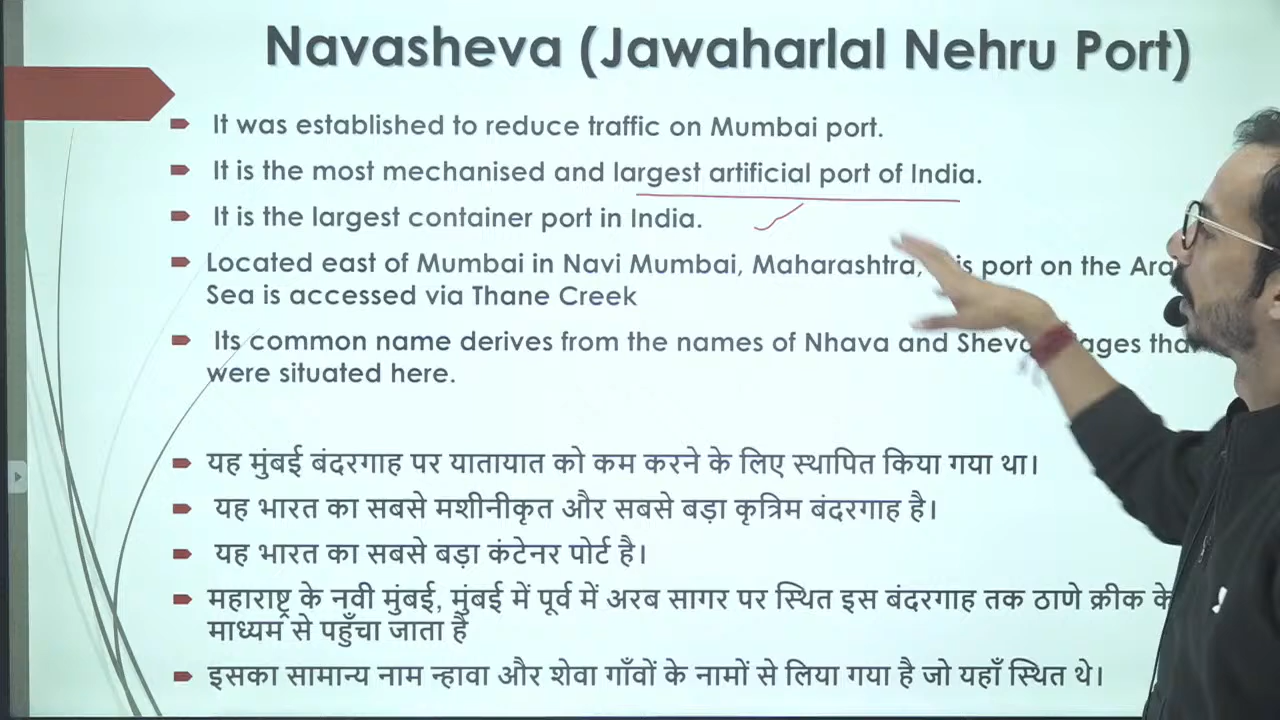 Navasheva (Jawaharlal Nehru Port)
It was established to reduce traffic on Mumbai port.
It is the most mechanised and largest artificial port of India.
It is the largest container port in India.
Located east of Mumbai in Navi Mumbai, Maharashtra, port on the
Sea is accessed via Thane Creek
Its common name derives from the names of Nhava and
were situated here.
यह मुंबई बंदरगाह पर यातायात को कम करने के लिए स्थापित किया गया था।
यह भारत का सबसे मशीनीकृत और सबसे बड़ा कृत्रिम बंदरगाह है।
यह भारत का सबसे बड़ा कंटेनर पोर्ट है।
महाराष्ट्र के नवी मुंबई, मुंबई में पूर्व में अरब सागर पर स्थित इस बंदरगाह तक ठाणे क्रीक के
माध्यम से पहुँचा जाता है
इसका सामान्य नाम न्हावा और शेवा गाँवों के नामों से लिया गया है जो यहाँ स्थित थे।